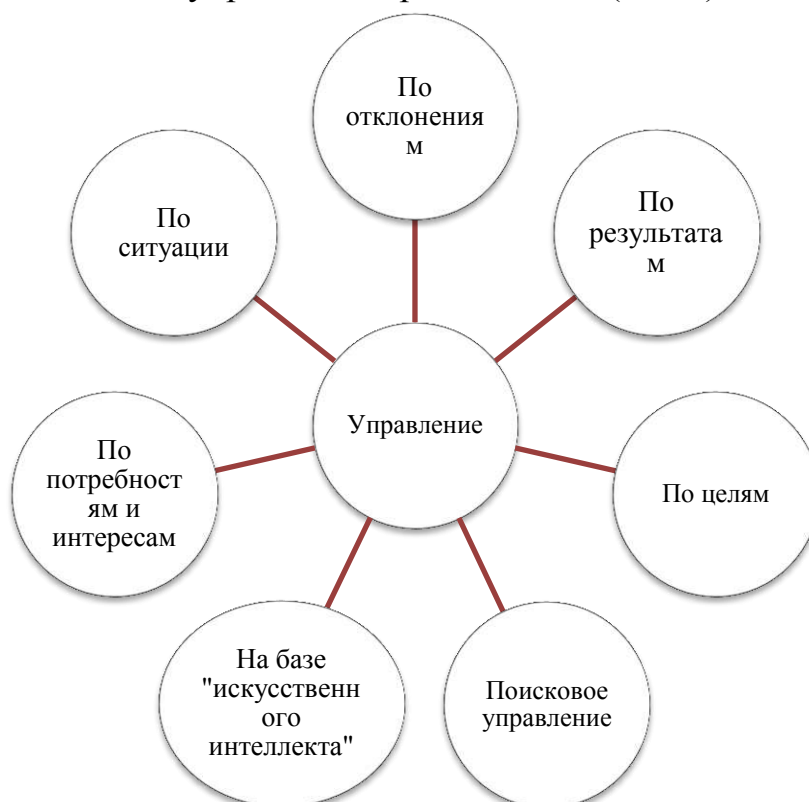 По
отклонения
м
По
результата
м
По целям
Поисковое
управление
На базе
"искусственн
ого
интеллекта"
По
потребност
ям и
интересам
По
ситуации
Управление